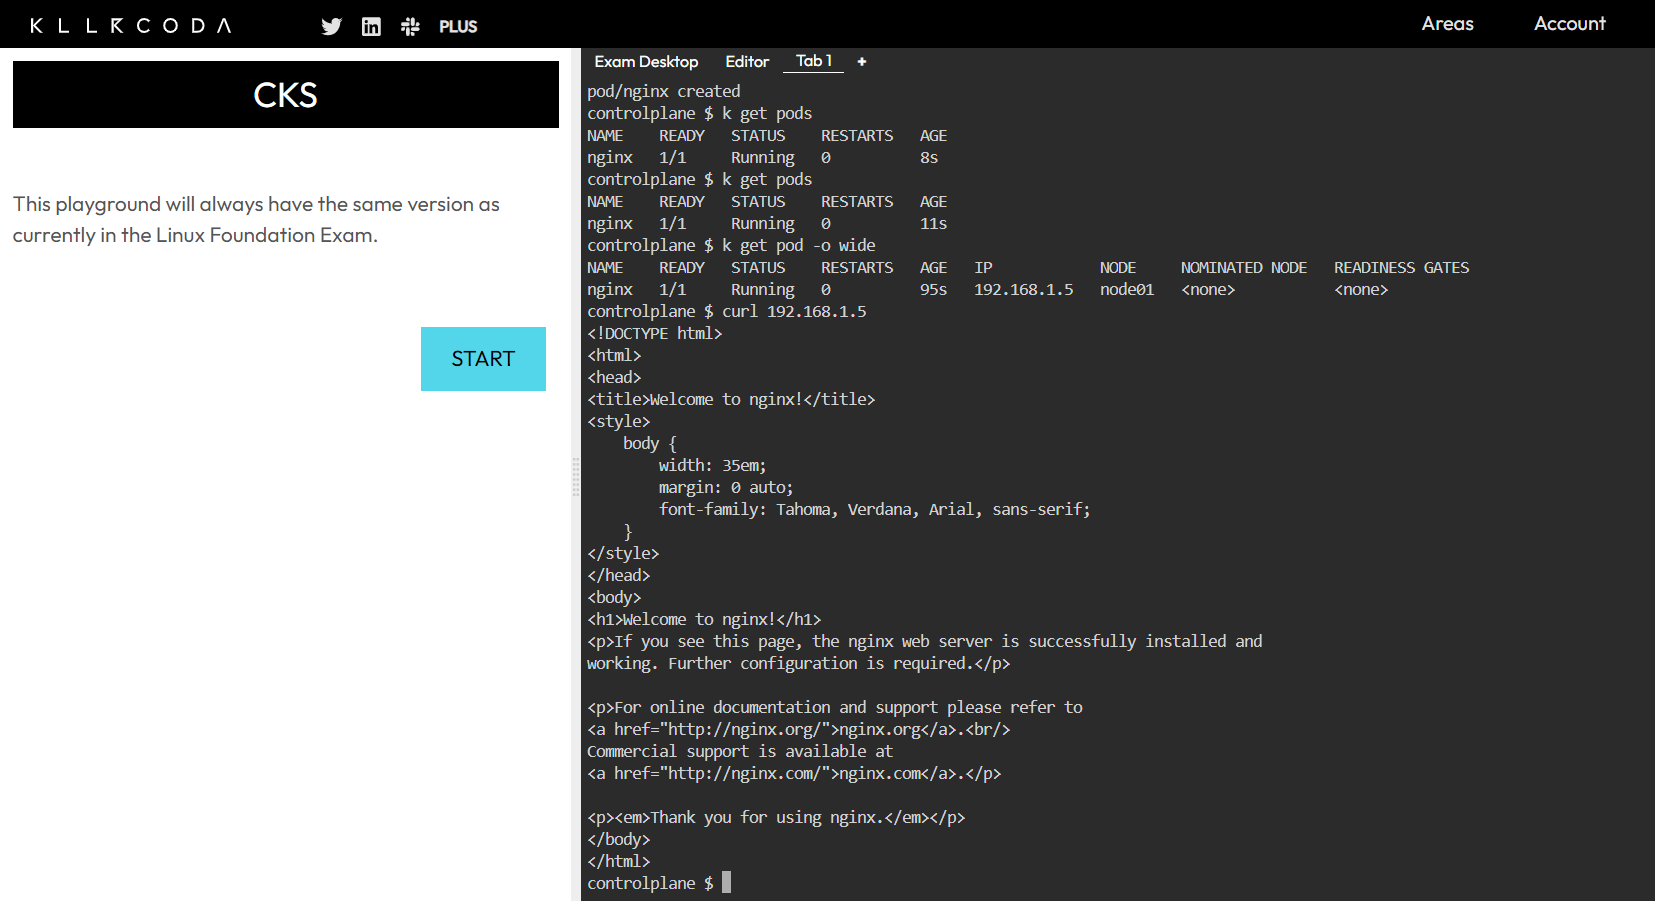 KILLERCODA
PLUS
Areas
Account
CKS
This playground will always have the same version as
currently in the Linux Foundation Exam.
START
Exam Desktop
Editor
Tab 1
+
pod/nginx created
controlplane $ k get pods
NAME    READY   STATUS    RESTARTS   AGE
nginx   1/1     Running   0          8s
controlplane $ k get pods
NAME    READY   STATUS    RESTARTS   AGE
nginx   1/1     Running   0          11s
controlplane $ k get pod -o wide
NAME    READY   STATUS    RESTARTS   AGE   IP            NODE     NOMINATED NODE   READINESS GATES
nginx   1/1     Running   0          95s   192.168.1.5   node01   <none>           <none>
controlplane $ curl 192.168.1.5
<!DOCTYPE html>
<html>
<head>
<title>Welcome to nginx!</title>
<style>
    body {
        width: 35em;
        margin: 0 auto;
        font-family: Tahoma, Verdana, Arial, sans-serif;
    }
</style>
</head>
<body>
<h1>Welcome to nginx!</h1>
<p>If you see this page, the nginx web server is successfully installed and
working. Further configuration is required.</p>
<p>For online documentation and support please refer to
<a href="http://nginx.org/">nginx.org</a>.<br/>
Commercial support is available at
<a href="http://nginx.com/">nginx.com</a>.</p>
<p><em>Thank you for using nginx.</em></p>
</body>
</html>
controlplane $